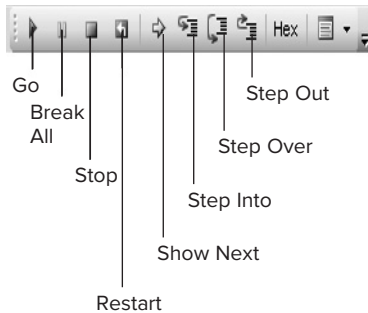 Hex
Go
Break
All
Step Out
Step Over
Stop
Step Into
Show Next
Restart